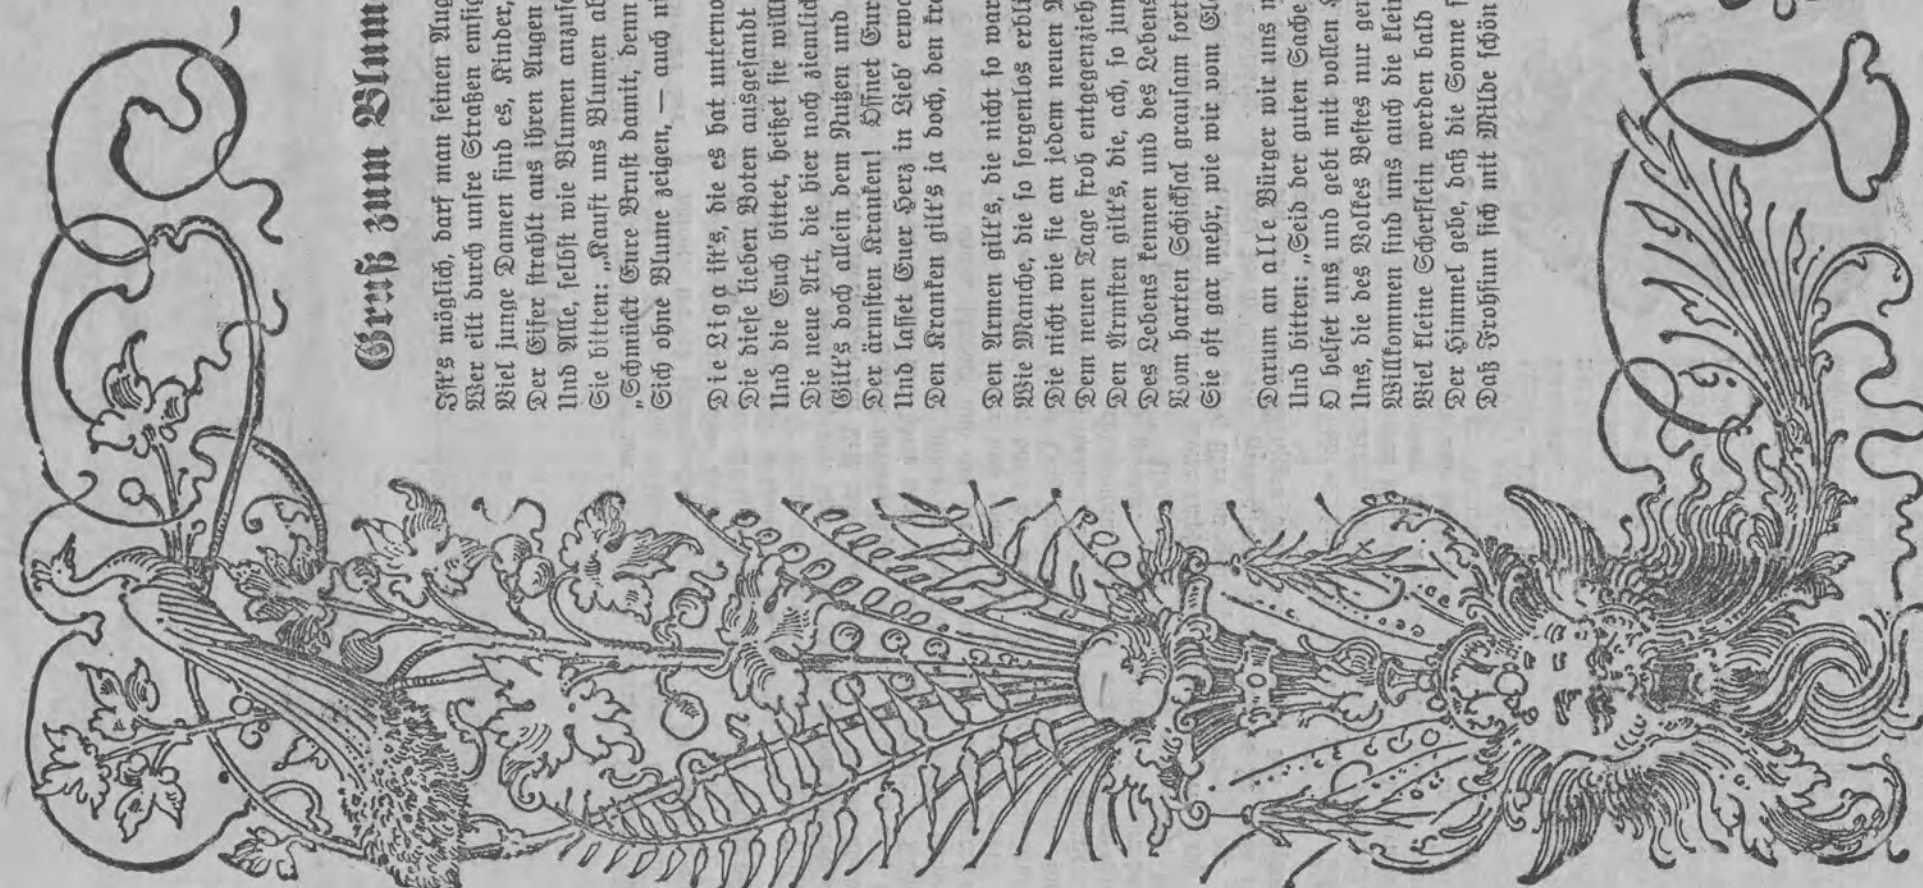 Gruß zum Blum
Ist's möglich, darf man seinen Aug
Wer eilt durch unsre Straßen emsig
Viel junge Damen sind es, Kinder,
Der Eifer strahlt aus ihren Augen
Und Alle, selbst wie Blumen anzusc
Sie bitten: „Kauft uns Blumen ab
„Schmückt Eure Brust damit, denn
Sich ohne Blume zeigen, — auch ni
Die Liga ist's, die es hat unterno
Die diese lieben Boten ausgesandt
Und die Euch bittet, heißet sie will
Die neue Art, die hier noch ziemlich
Gilt's doch allein dem Nutzen und
Der ärmsten Kranken! Öffnet Eur
Und lasset Euer Herz in Lieb' erwa
Den Kranken gilt's ja doch, den
Den Armen gilt's, die nicht so war
Wie Manche, die so sorgenlos erbli
Die nicht wie sie an jedem neuen
Dem neuen Tage froh entgegenzieh
Den Ärmsten gilt's, die, ach, so jun
Des Lebens kennen und des Lebens
Vom harten Schicksal grausam fort
Sie oft gar mehr, wie wir vom
Darum an alle Bürger wir uns
Und bitten: „Seid der guten Sache
O helfet uns und gebt mit vollen
Uns, die des Volkes Bestes nur ger
Willkommen sind uns auch die klein
Viel kleine Scherflein werden bald
Der Himmel gebe, daß die Sonne
Daß Frohsinn sich mit Milde schön